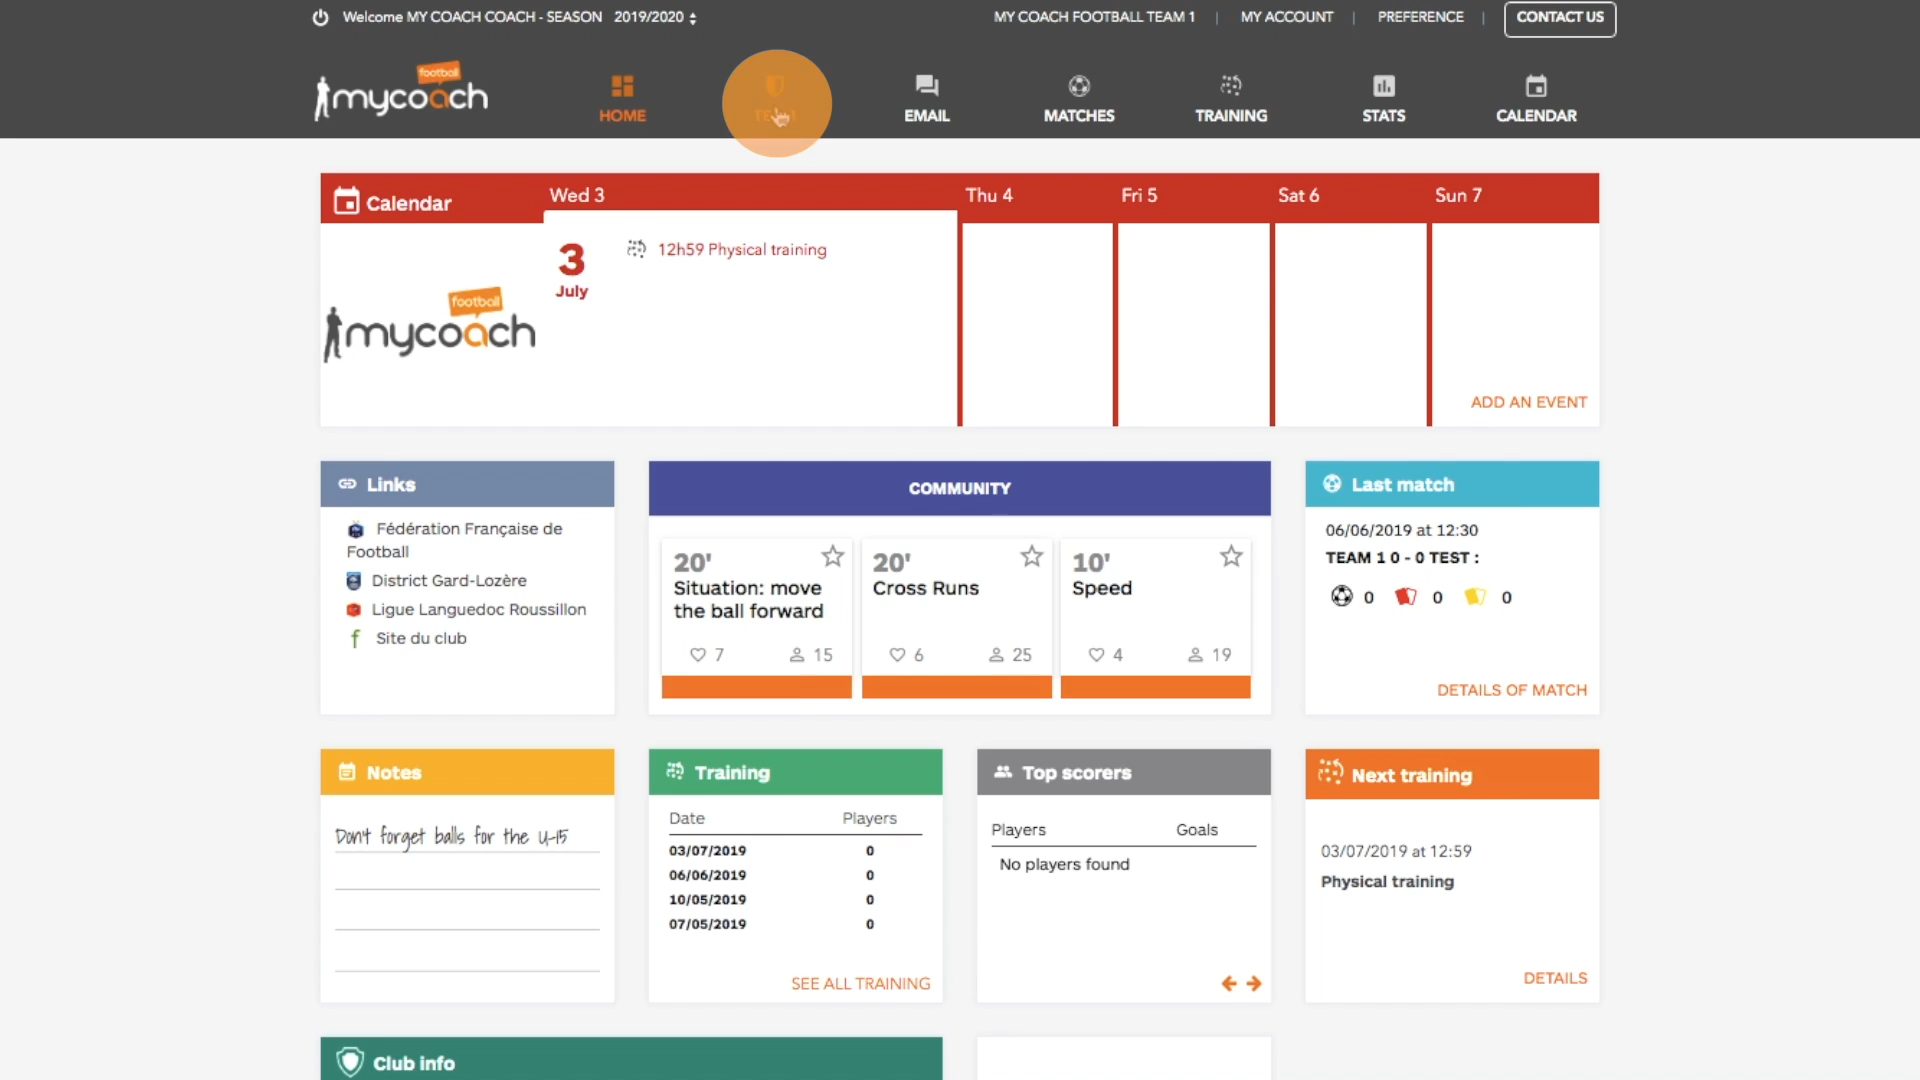 Welcome MY COACH COACH - SEASON 2019/2020
MY COACH FOOTBALL TEAM 1 | MY ACCOUNT | PREFERENCE | CONTACT US
football
mycoach
HOME
TEAM
EMAIL
MATCHES
TRAINING
STATS
CALENDAR
Calendar
Wed 3
Thu 4
Fri 5
Sat 6
Sun 7
3
July
12h59 Physical training
football
mycoach
ADD AN EVENT
Links
Fédération Française de
Football
District Gard-Lozère
Ligue Languedoc Roussillon
Site du club
COMMUNITY
20'
Situation: move
the ball forward
7 15
20'
Cross Runs
6 25
10'
Speed
4 19
Last match
06/06/2019 at 12:30
TEAM 1 0 - 0 TEST :
0 0 0
DETAILS OF MATCH
Notes
Don't forget balls for the U-15
Training
Date Players
03/07/2019 0
06/06/2019 0
10/05/2019 0
07/05/2019 0
SEE ALL TRAINING
Top scorers
Players Goals
No players found
Next training
03/07/2019 at 12:59
Physical training
DETAILS
Club info